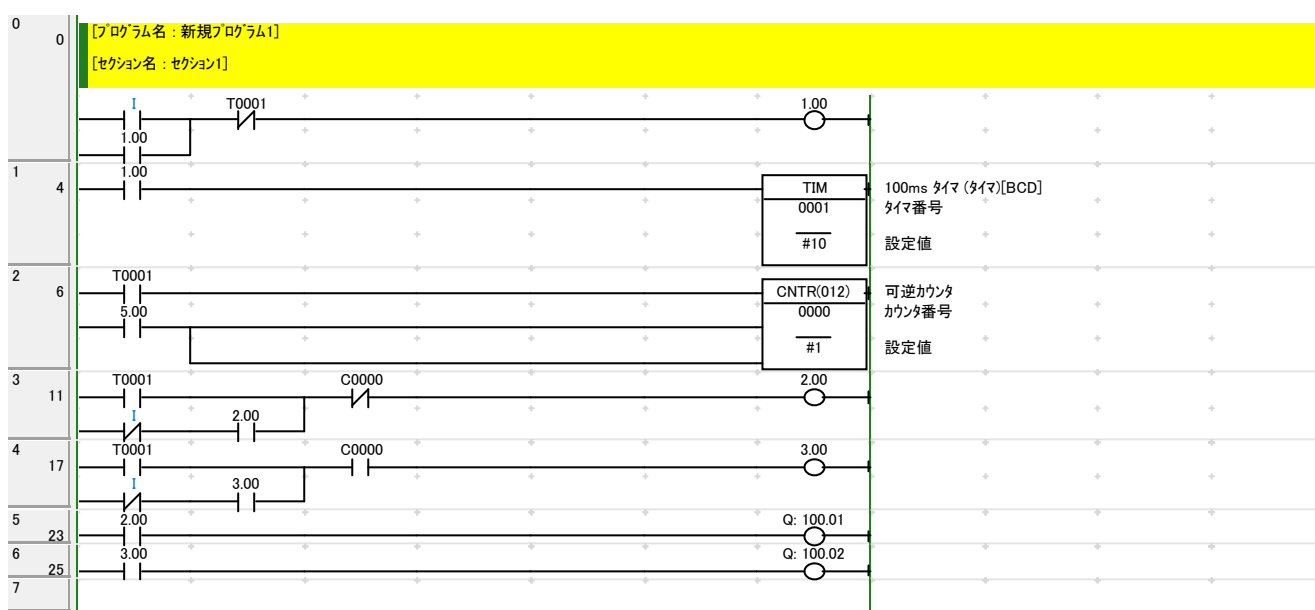 0
0
[プログラム名 : 新規プログラム1]
[セクション名 : セクション1]
I
T0001
1.00
1.00
1
4
1.00
TIM
100ms タイマ (タイマ)[BCD]
0001
タイマ番号
#10
設定値
2
6
T0001
CNTR(012)
可逆カウンタ
5.00
0000
カウンタ番号
#1
設定値
3
11
T0001
C0000
2.00
I
2.00
4
17
T0001
C0000
3.00
I
3.00
5
23
2.00
Q: 100.01
6
25
3.00
Q: 100.02
7